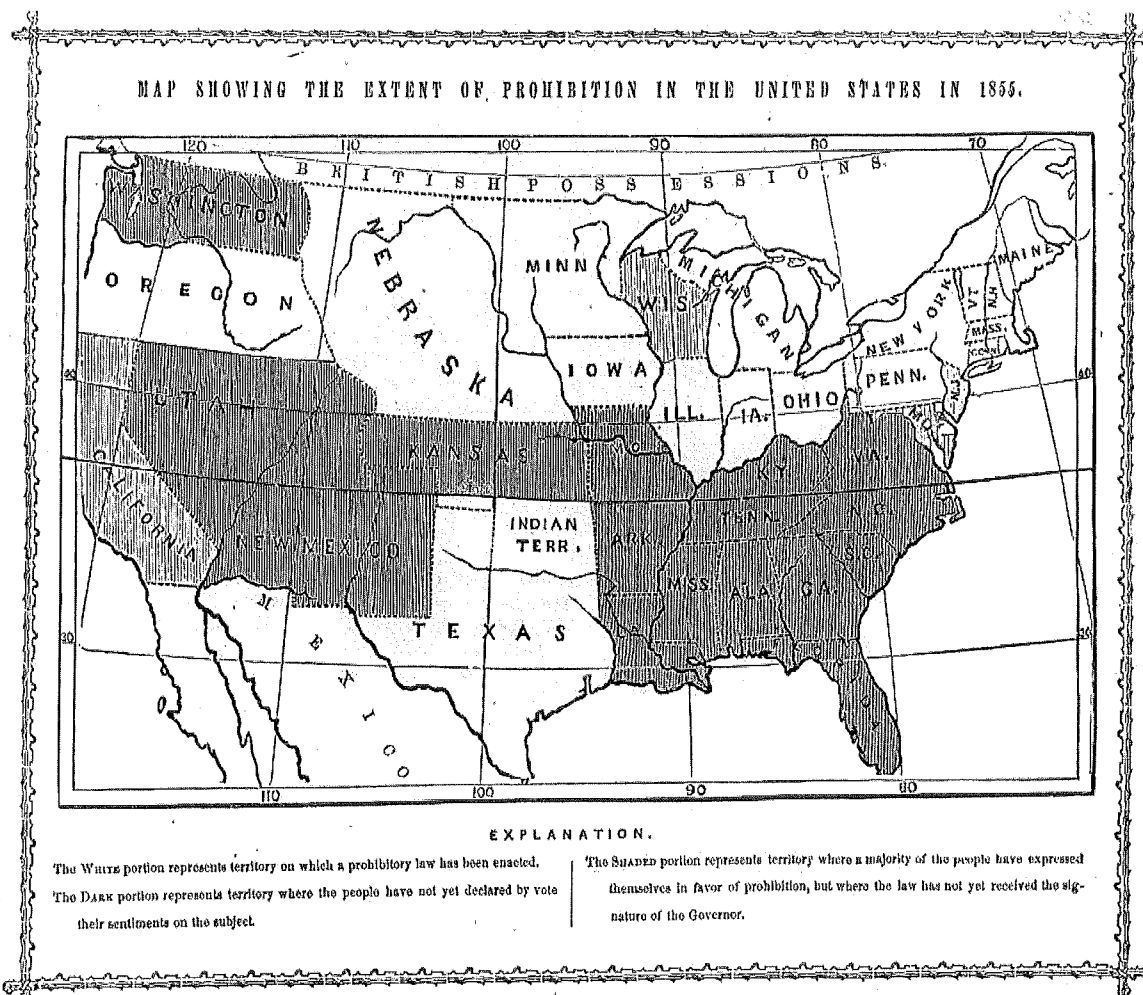 MAP SHOWING THE EXTENT OF PROHIBITION IN THE UNITED STATES IN 1855.
120 110 100 90 80 70
BRITISH POSSESSIONS.
WASHINGTON
OREGON
NEBRASKA
MINN
WIS
MICHIGAN
MAINE
VT
N.H
NEW YORK
MASS.
CONN
IOWA
PENN.
N.J.
40
40
UTAH
ILL.
IA.
OHIO
KANSAS
MO
KY
VA.
CALIFORNIA
NEW MEXICO
INDIAN
TERR.
ARK.
TENN.
N.C.
S.C.
MISS
ALA
GA.
30
TEXAS
LA
30
MEXICO
110 100 90 80
EXPLANATION.
The WHITE portion represents territory on which a prohibitory law has been enacted.
The DARK portion represents territory where the people have not yet declared by vote
their sentiments on the subject.
The SHADED portion represents territory where a majority of the people have expressed
themselves in favor of prohibition, but where the law has not yet received the sig-
nature of the Governor.